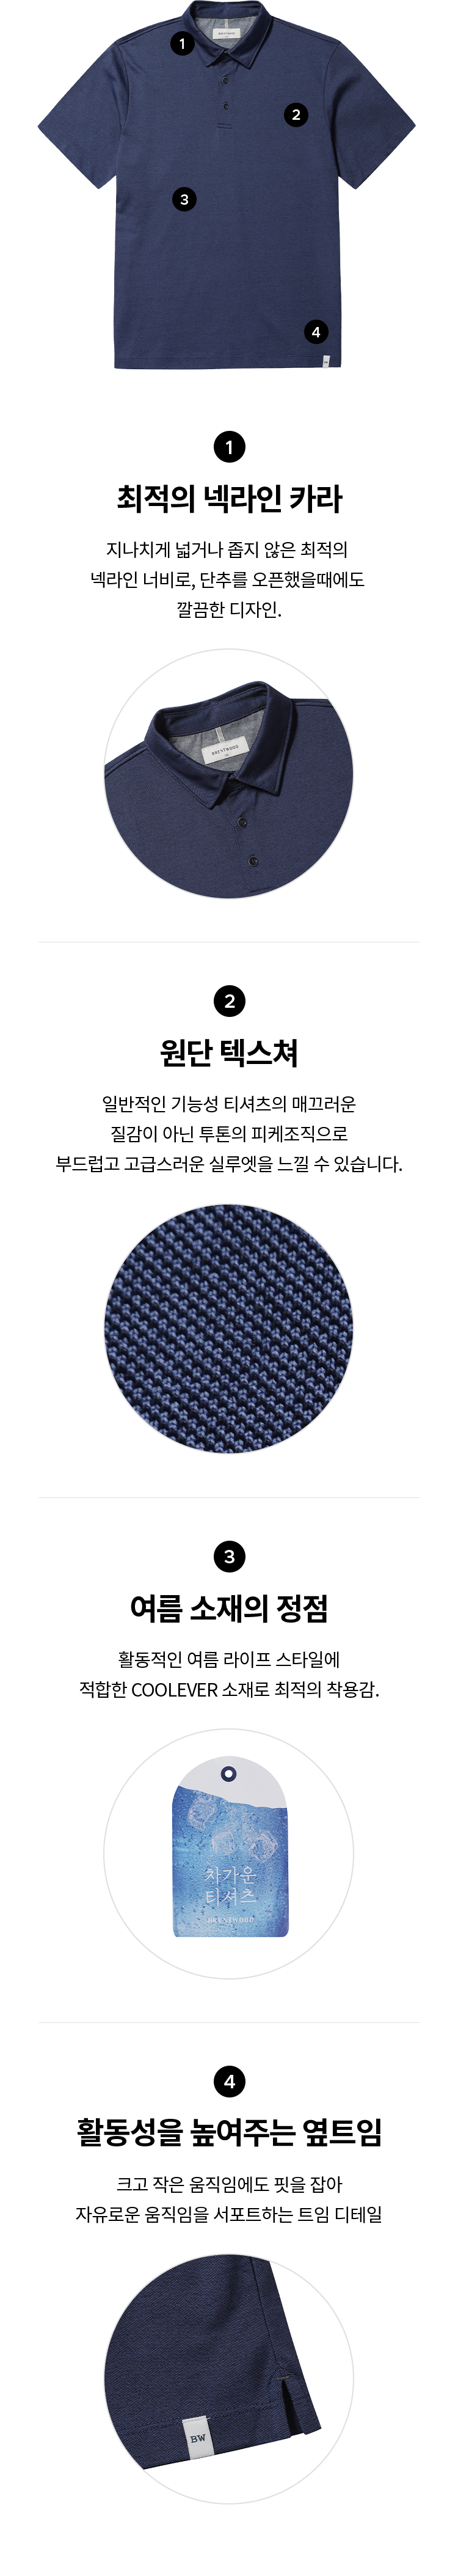 BRENTWOOD
1
2
3
4
1
최적의 넥라인 카라
지나치게 넓거나 좁지 않은 최적의
넥라인 너비로, 단추를 오픈했을때에도
깔끔한 디자인.
BRENTWOOD
2
원단 텍스쳐
일반적인 기능성 티셔츠의 매끄러운
질감이 아닌 투톤의 피케조직으로
부드럽고 고급스러운 실루엣을 느낄 수 있습니다.
3
여름 소재의 정점
활동적인 여름 라이프 스타일에
적합한 COOLEVER 소재로 최적의 착용감.
차가운
티셔츠
BRENTWOOD
4
활동성을 높여주는 옆트임
크고 작은 움직임에도 핏을 잡아
자유로운 움직임을 서포트하는 트임 디테일
BW